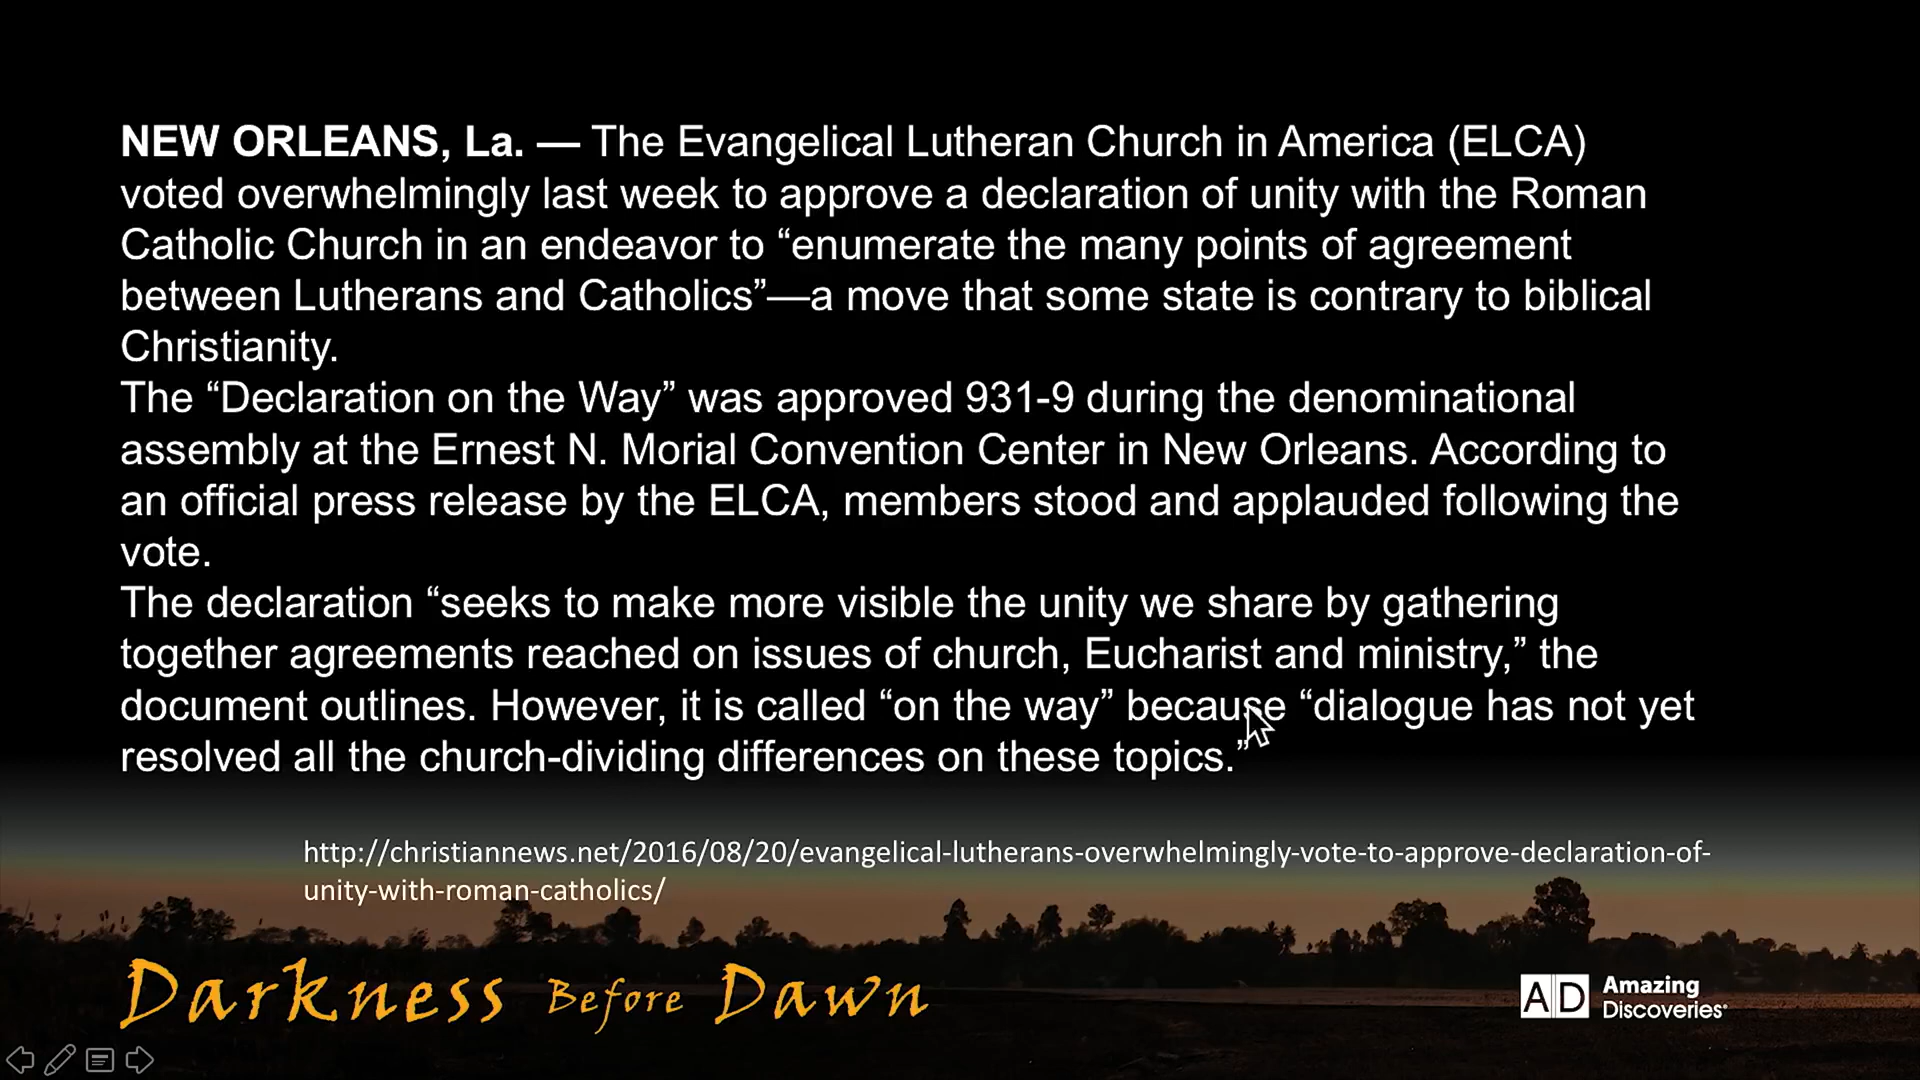 NEW ORLEANS, La. — The Evangelical Lutheran Church in America (ELCA)
voted overwhelmingly last week to approve a declaration of unity with the Roman
Catholic Church in an endeavor to “enumerate the many points of agreement
between Lutherans and Catholics”—a move that some state is contrary to biblical
Christianity.
The “Declaration on the Way” was approved 931-9 during the denominational
assembly at the Ernest N. Morial Convention Center in New Orleans. According to
an official press release by the ELCA, members stood and applauded following the
vote.
The declaration “seeks to make more visible the unity we share by gathering
together agreements reached on issues of church, Eucharist and ministry,” the
document outlines. However, it is called “on the way” because “dialogue has not yet
resolved all the church-dividing differences on these topics.”
http://christiannews.net/2016/08/20/evangelical-lutherans-overwhelmingly-vote-to-approve-declaration-of-
unity-with-roman-catholics/
Darkness Before Dawn
AD Amazing
Discoveries